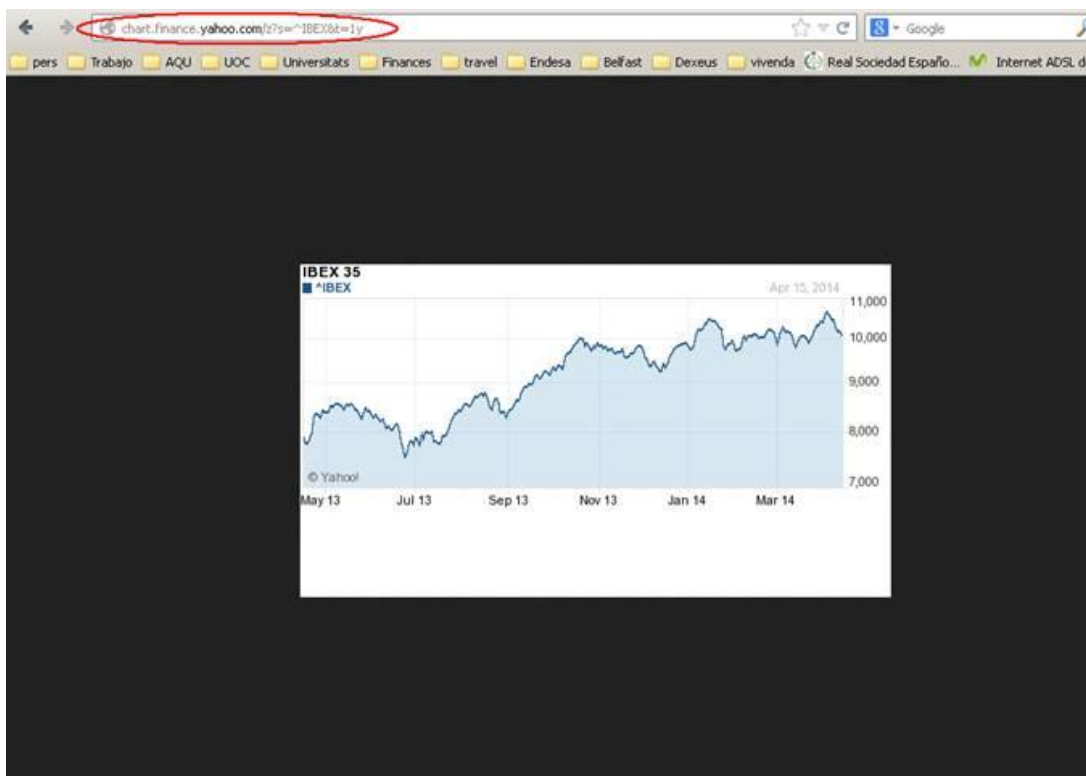 chart.finance.yahoo.com/z?s=^IBEX&t=1y
Google
pers Trabajo AQU UOC Universitats Finances travel Endesa Belfast Dexeus vivenda Real Sociedad Españo... Internet ADSL d
IBEX 35
^IBEX Apr 15, 2014
11,000
10,000
9,000
8,000
© Yahoo!
7,000
May 13 Jul 13 Sep 13 Nov 13 Jan 14 Mar 14